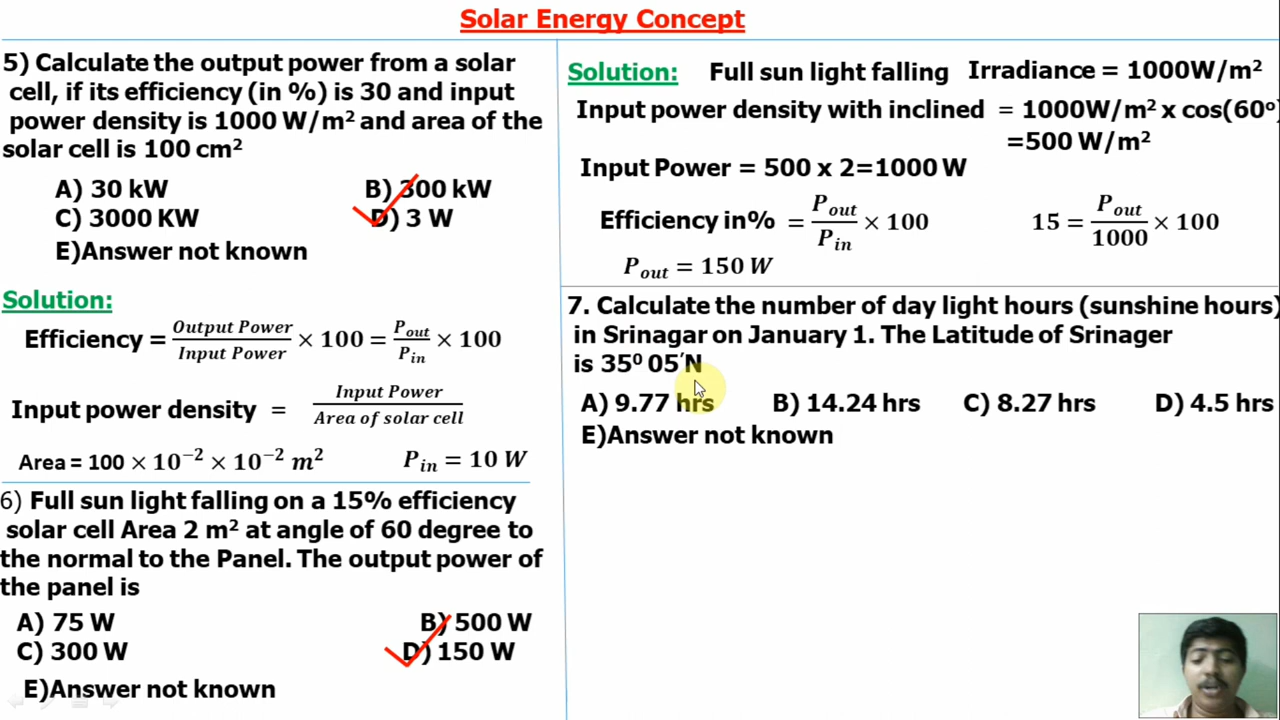 Solar Energy Concept
5) Calculate the output power from a solar
cell, if its efficiency (in %) is 30 and input
power density is 1000 W/m² and area of the
solar cell is 100 cm²
A) 30 kW B) 300 kW
C) 3000 KW D) 3 W
E)Answer not known
Solution:
Efficiency = Output Power / Input Power × 100 = P_out / P_in × 100
Input power density = Input Power / Area of solar cell
Area = 100 × 10⁻² × 10⁻² m² P_in = 10 W
6) Full sun light falling on a 15% efficiency
solar cell Area 2 m² at angle of 60 degree to
the normal to the Panel. The output power of
the panel is
A) 75 W B) 500 W
C) 300 W D) 150 W
E)Answer not known
Solution: Full sun light falling Irradiance = 1000W/m²
Input power density with inclined = 1000W/m² x cos(60°)
=500 W/m²
Input Power = 500 x 2=1000 W
Efficiency in% = P_out / P_in × 100 15 = P_out / 1000 × 100
P_out = 150 W
7. Calculate the number of day light hours (sunshine hours)
in Srinagar on January 1. The Latitude of Srinager
is 35⁰ 05′N
A) 9.77 hrs B) 14.24 hrs C) 8.27 hrs D) 4.5 hrs
E)Answer not known